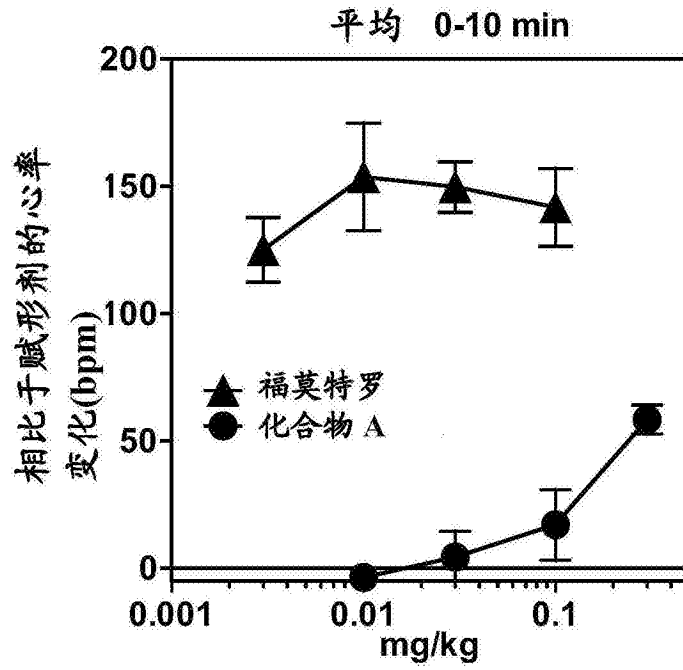 平均 0-10 min
相比于赋形剂的心率
变化(bpm)
200
150
100
50
0
福莫特罗
化合物 A
0.001
0.01
0.1
mg/kg